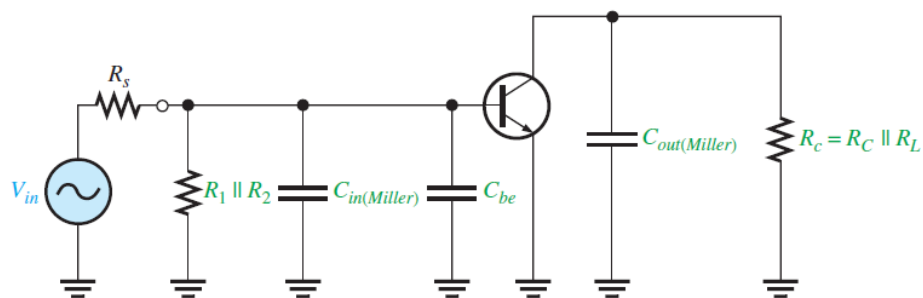 R_s
V_in
R_1 || R_2
C_in(Miller)
C_be
C_out(Miller)
R_c = R_C || R_L